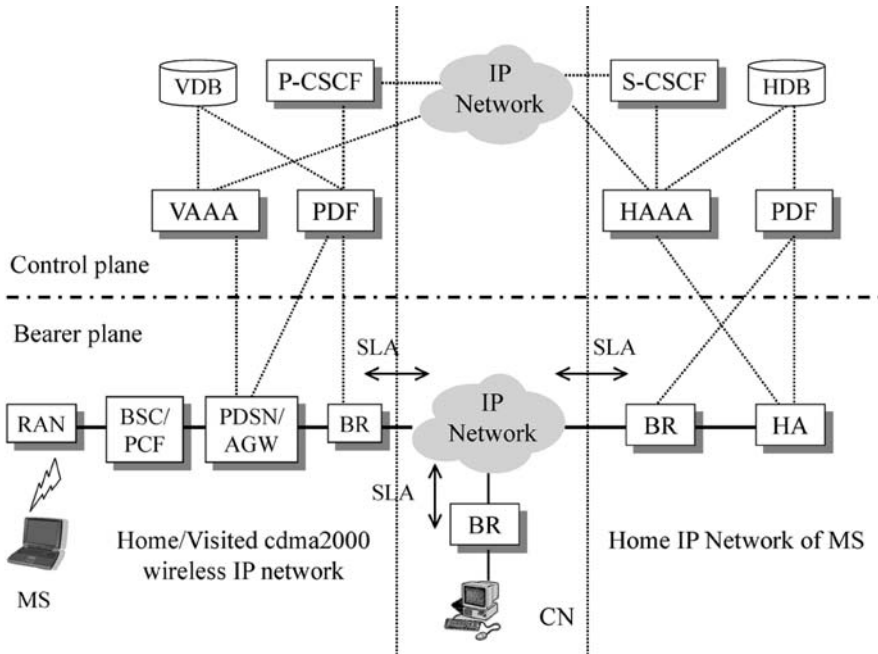 VDB
P-CSCF
IP
Network
S-CSCF
HDB
VAAA
PDF
HAAA
PDF
Control plane
Bearer plane
SLA
SLA
RAN
BSC/
PCF
PDSN/
AGW
BR
IP
Network
BR
HA
SLA
BR
MS
Home/Visited cdma2000
wireless IP network
CN
Home IP Network of MS